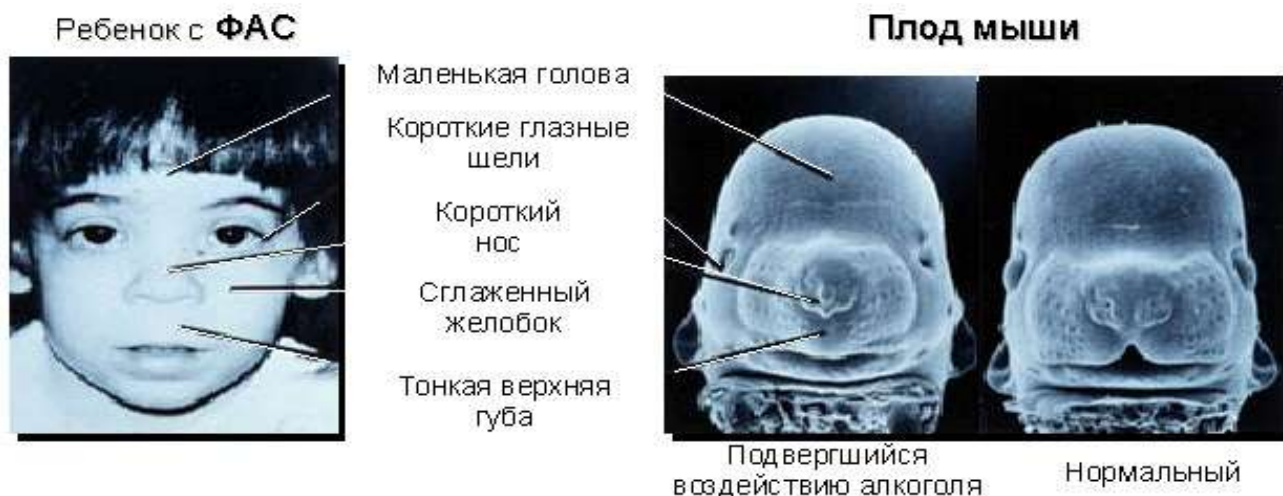 Ребенок с ФАС
Плод мыши
Маленькая голова
Короткие глазные
щели
Короткий
нос
Сглаженный
желобок
Тонкая верхняя
губа
Подвергшийся
воздействию алкоголя
Нормальный